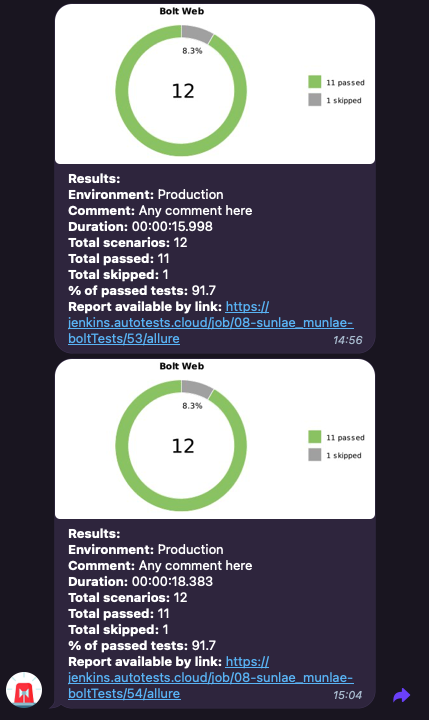 Bolt Web
8.3%
12
11 passed
1 skipped
Results:
Environment: Production
Comment: Any comment here
Duration: 00:00:15.998
Total scenarios: 12
Total passed: 11
Total skipped: 1
% of passed tests: 91.7
Report available by link: https://
jenkins.autotests.cloud/job/08-sunlae_munlae-
boltTests/53/allure
14:56
Bolt Web
8.3%
12
11 passed
1 skipped
Results:
Environment: Production
Comment: Any comment here
Duration: 00:00:18.383
Total scenarios: 12
Total passed: 11
Total skipped: 1
% of passed tests: 91.7
Report available by link: https://
jenkins.autotests.cloud/job/08-sunlae_munlae-
boltTests/54/allure
15:04